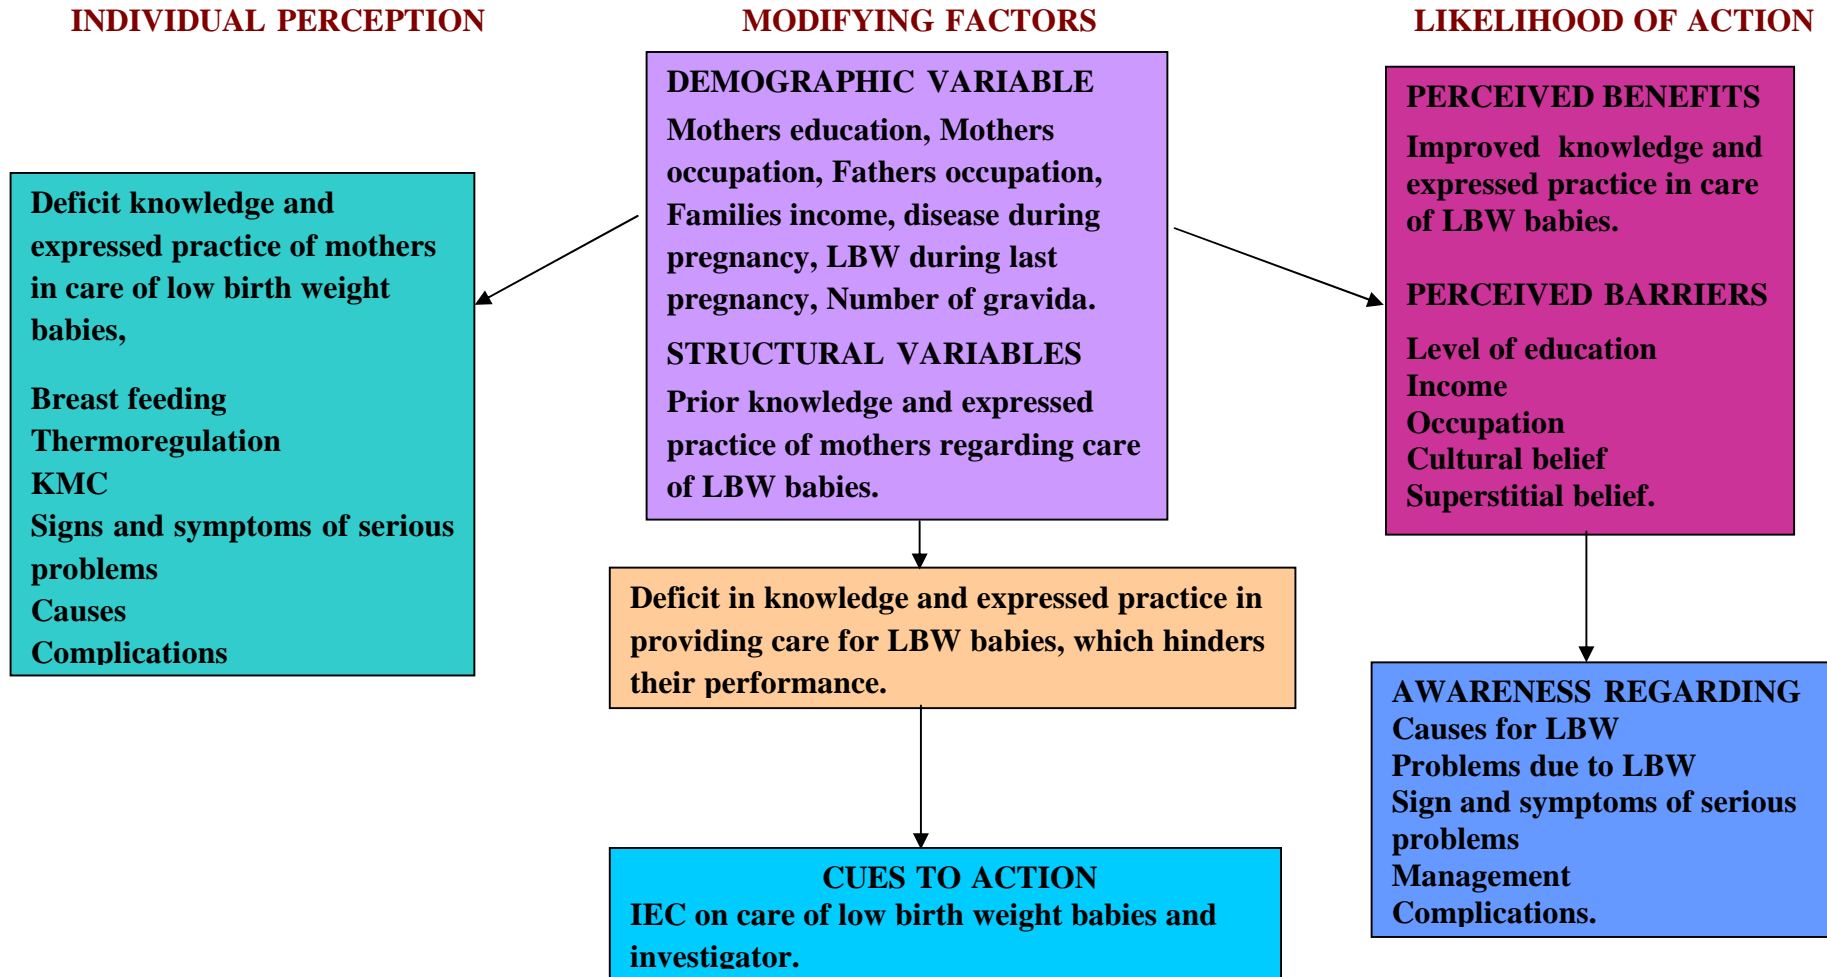 INDIVIDUAL PERCEPTION
MODIFYING FACTORS
LIKELIHOOD OF ACTION
Deficit knowledge and
expressed practice of mothers
in care of low birth weight
babies,
Breast feeding
Thermoregulation
KMC
Signs and symptoms of serious
problems
Causes
Complications
DEMOGRAPHIC VARIABLE
Mothers education, Mothers
occupation, Fathers occupation,
Families income, disease during
pregnancy, LBW during last
pregnancy, Number of gravida.
STRUCTURAL VARIABLES
Prior knowledge and expressed
practice of mothers regarding care
of LBW babies.
Deficit in knowledge and expressed practice in
providing care for LBW babies, which hinders
their performance.
CUES TO ACTION
IEC on care of low birth weight babies and
investigator.
PERCEIVED BENEFITS
Improved knowledge and
expressed practice in care
of LBW babies.
PERCEIVED BARRIERS
Level of education
Income
Occupation
Cultural belief
Superstitial belief.
AWARENESS REGARDING
Causes for LBW
Problems due to LBW
Sign and symptoms of serious
problems
Management
Complications.